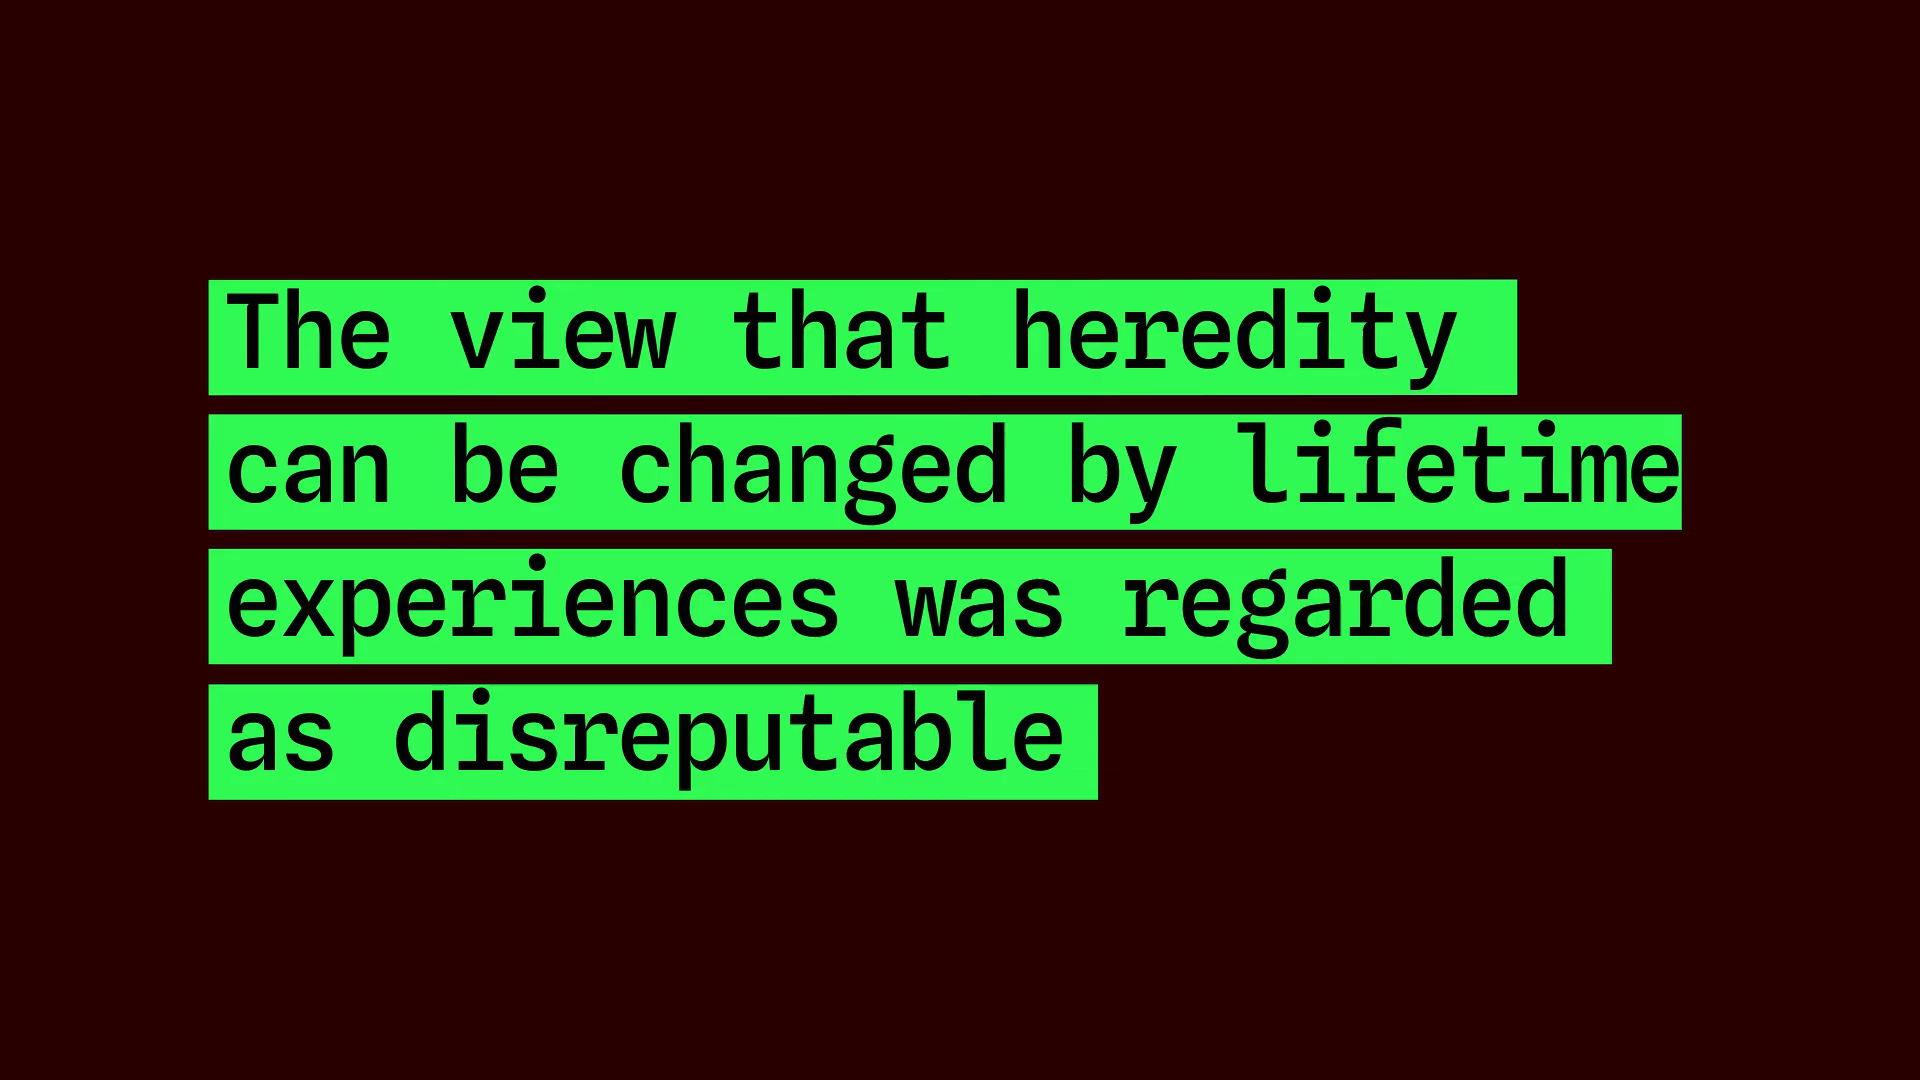 The view that heredity
can be changed by lifetime
experiences was regarded
as disreputable